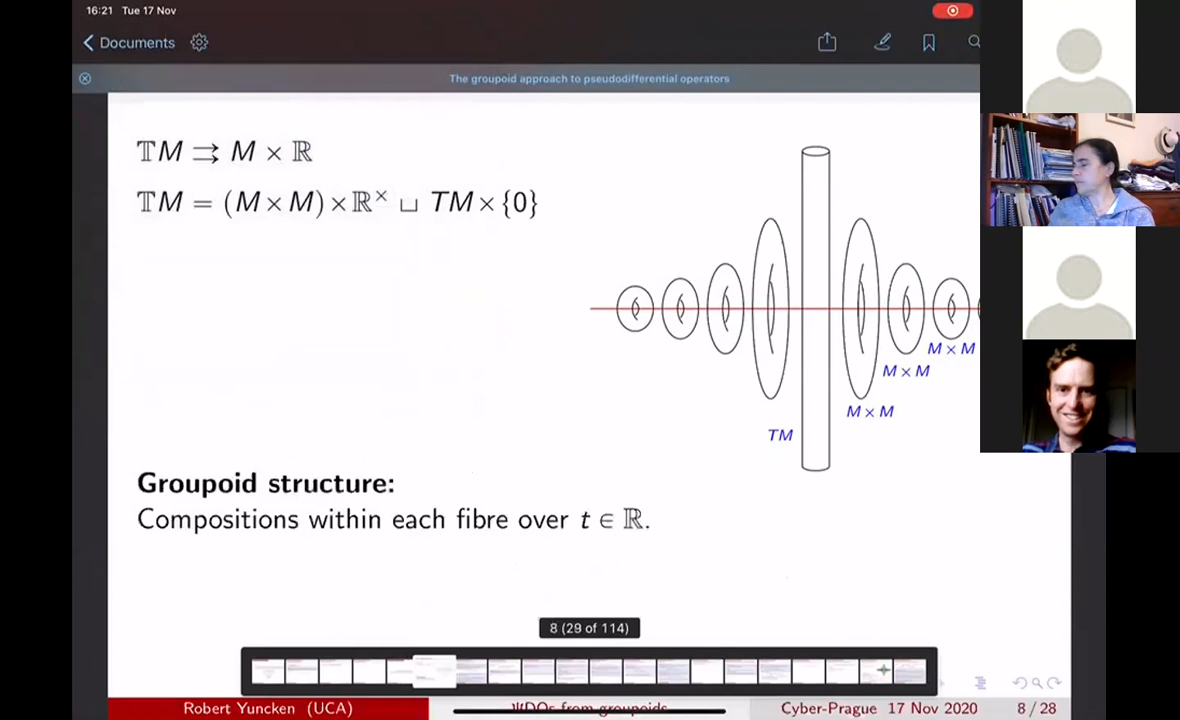 16:21 Tue 17 Nov
Documents
The groupoid approach to pseudodifferential operators
𝕋M ⇉ M × ℝ
𝕋M = (M × M) × ℝ^× ⊔ TM × {0}
M × M
M × M
M × M
TM
Groupoid structure:
Compositions within each fibre over t ∈ ℝ.
8 (29 of 114)
Robert Yuncken (UCA)
ΨDOs from groupoids
Cyber-Prague 17 Nov 2020
8 / 28